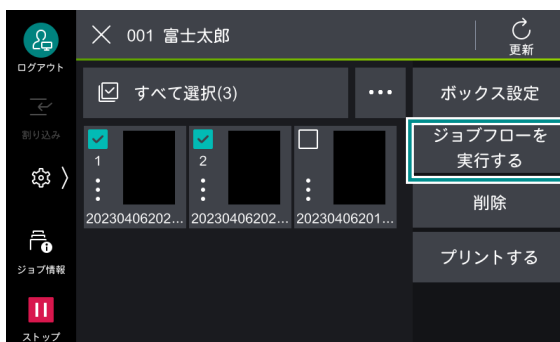 001 富士太郎
更新
ログアウト
すべて選択(3)
ボックス設定
割り込み
ジョブフローを
実行する
1
2
20230406202...
20230406202...
20230406201...
削除
ジョブ情報
プリントする
ストップ